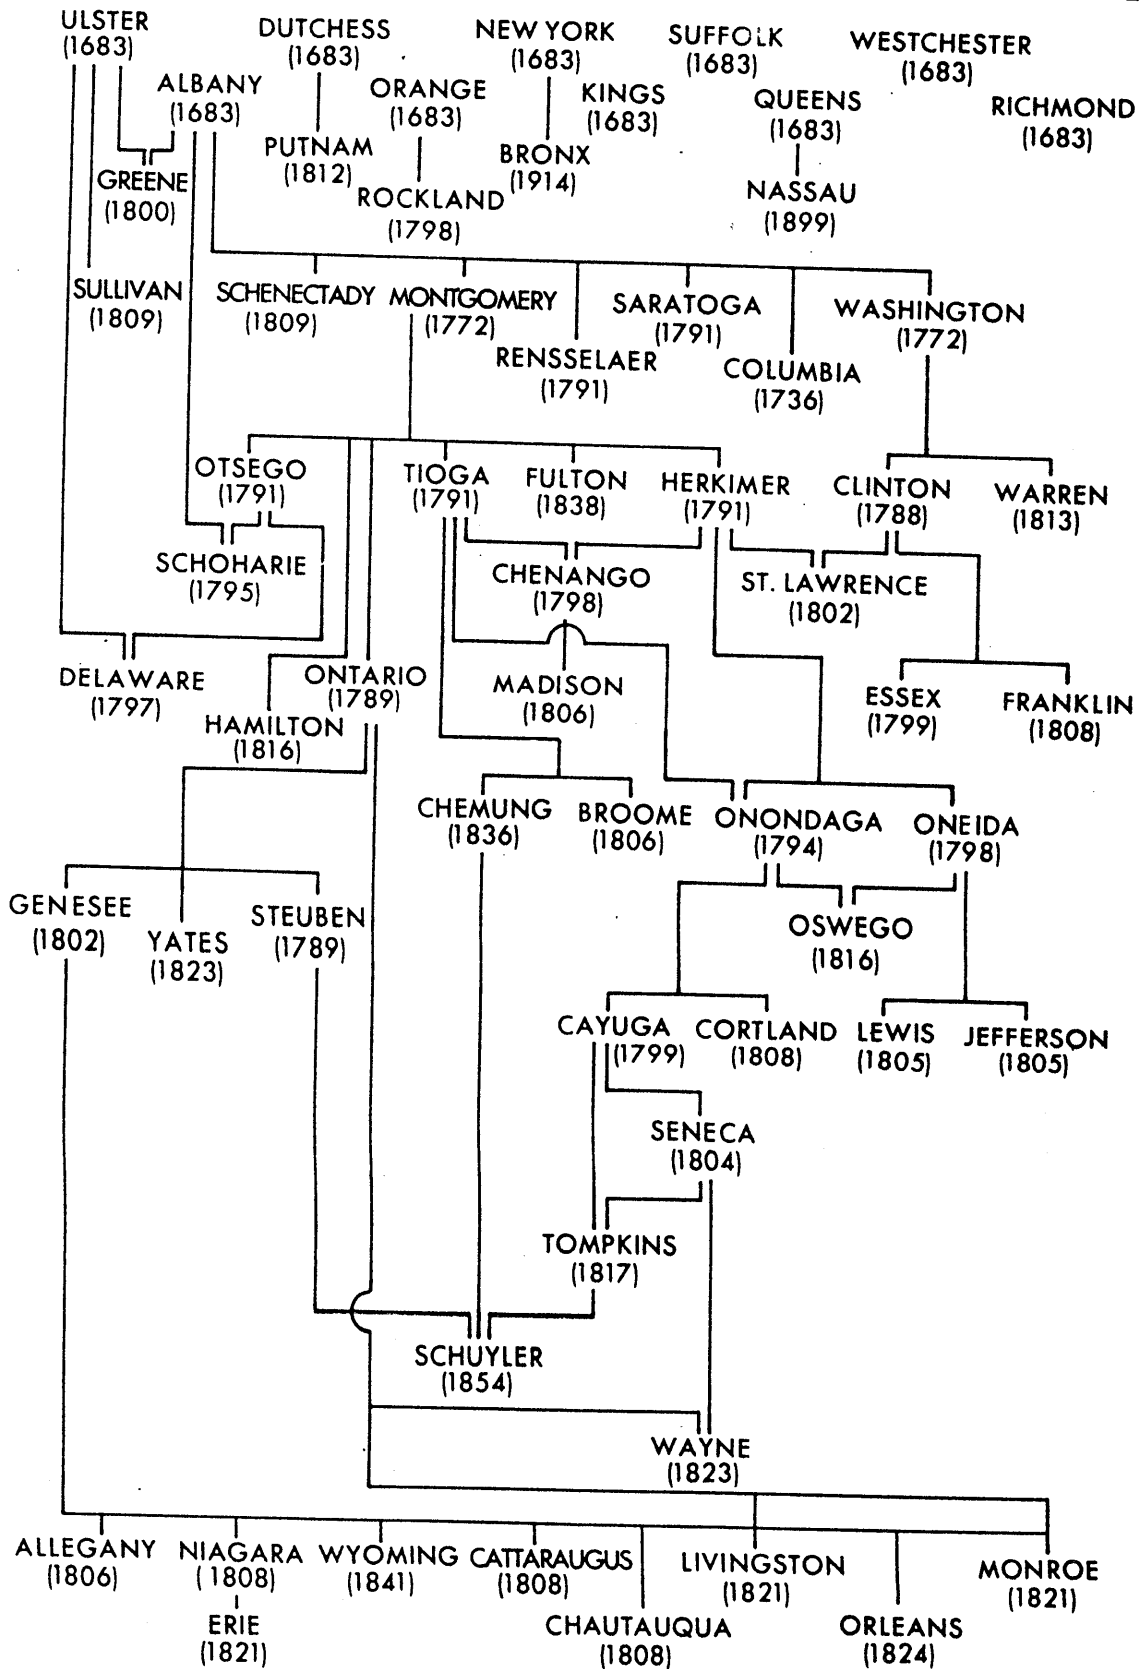 ULSTER
(1683)
DUTCHESS
(1683)
NEW YORK
(1683)
SUFFOLK
(1683)
WESTCHESTER
(1683)
ALBANY
(1683)
ORANGE
(1683)
KINGS
(1683)
QUEENS
(1683)
RICHMOND
(1683)
PUTNAM
(1812)
BRONX
(1914)
GREENE
(1800)
ROCKLAND
(1798)
NASSAU
(1899)
SULLIVAN
(1809)
SCHENECTADY
(1809)
MONTGOMERY
(1772)
SARATOGA
(1791)
WASHINGTON
(1772)
RENSSELAER
(1791)
COLUMBIA
(1736)
OTSEGO
(1791)
TIOGA
(1791)
FULTON
(1838)
HERKIMER
(1791)
CLINTON
(1788)
WARREN
(1813)
SCHOHARIE
(1795)
CHENANGO
(1798)
ST. LAWRENCE
(1802)
DELAWARE
(1797)
ONTARIO
(1789)
MADISON
(1806)
ESSEX
(1799)
FRANKLIN
(1808)
HAMILTON
(1816)
CHEMUNG
(1836)
BROOME
(1806)
ONONDAGA
(1794)
ONEIDA
(1798)
GENESEE
(1802)
YATES
(1823)
STEUBEN
(1789)
OSWEGO
(1816)
CAYUGA
(1799)
CORTLAND
(1808)
LEWIS
(1805)
JEFFERSON
(1805)
SENECA
(1804)
TOMPKINS
(1817)
SCHUYLER
(1854)
WAYNE
(1823)
ALLEGANY
(1806)
NIAGARA
(1808)
WYOMING
(1841)
CATTARAUGUS
(1808)
LIVINGSTON
(1821)
MONROE
(1821)
ERIE
(1821)
CHAUTAUQUA
(1808)
ORLEANS
(1824)